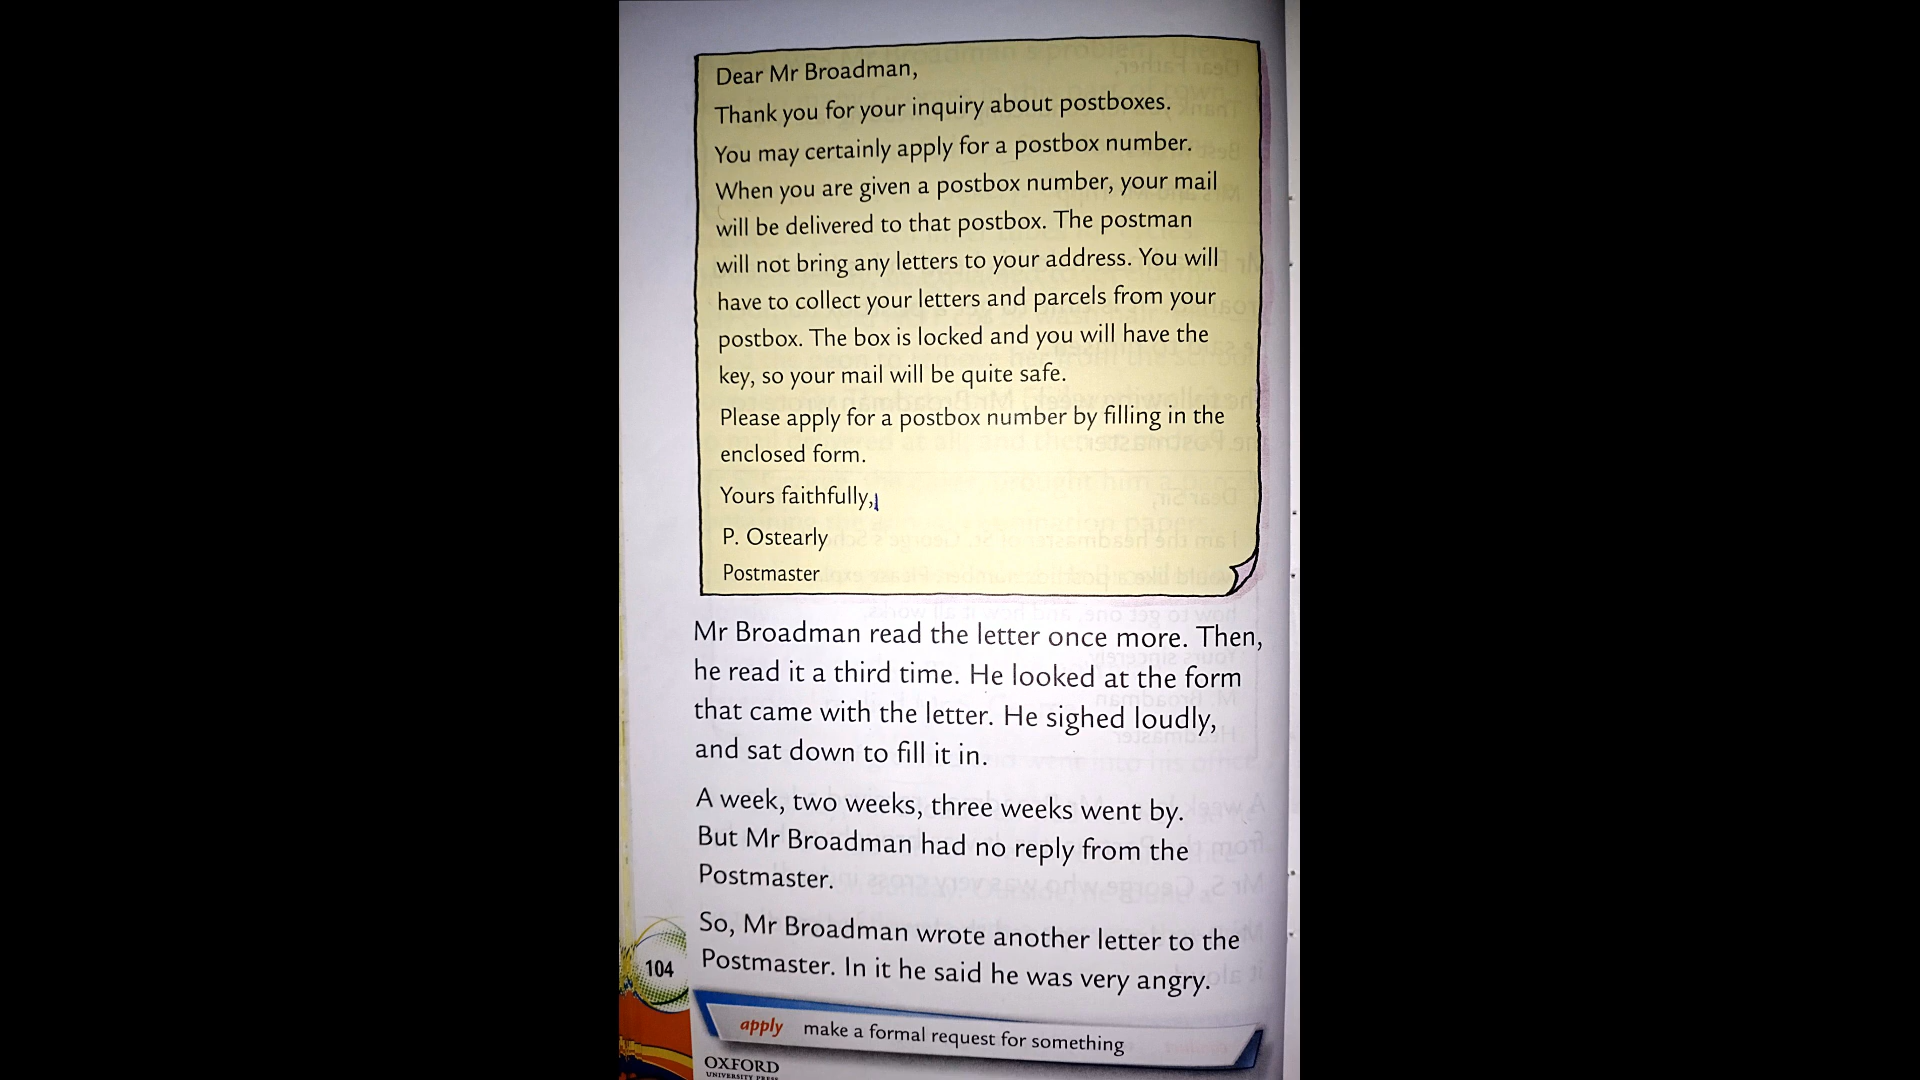 Dear Mr Broadman,
Thank you for your inquiry about postboxes.
You may certainly apply for a postbox number.
When you are given a postbox number, your mail
will be delivered to that postbox. The postman
will not bring any letters to your address. You will
have to collect your letters and parcels from your
postbox. The box is locked and you will have the
key, so your mail will be quite safe.
Please apply for a postbox number by filling in the
enclosed form.
Yours faithfully,
P. Ostearly
Postmaster
Mr Broadman read the letter once more. Then,
he read it a third time. He looked at the form
that came with the letter. He sighed loudly,
and sat down to fill it in.
A week, two weeks, three weeks went by.
But Mr Broadman had no reply from the
Postmaster.
So, Mr Broadman wrote another letter to the
Postmaster. In it he said he was very angry.
104
apply make a formal request for something
OXFORD
UNIVERSITY PRESS